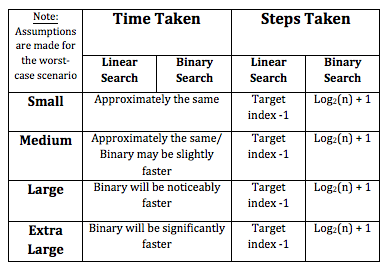 Note:
Assumptions
are made for
the worst-
case scenario
Time Taken
Steps Taken
Linear
Search
Binary
Search
Linear
Search
Binary
Search
Small
Approximately the same
Target
index -1
Log₂(n) + 1
Medium
Approximately the same/
Binary may be slightly
faster
Target
index -1
Log₂(n) + 1
Large
Binary will be noticeably
faster
Target
index -1
Log₂(n) + 1
Extra
Large
Binary will be significantly
faster
Target
index -1
Log₂(n) + 1